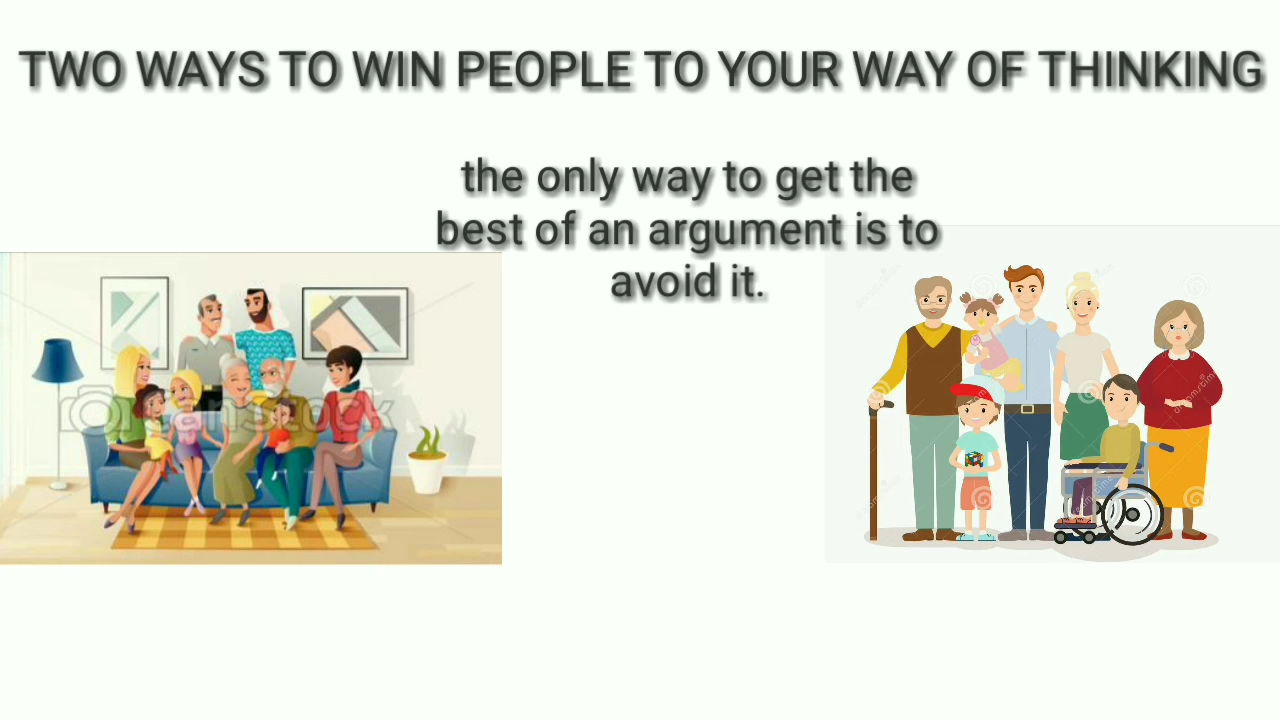 TWO WAYS TO WIN PEOPLE TO YOUR WAY OF THINKING
the only way to get the
best of an argument is to
avoid it.